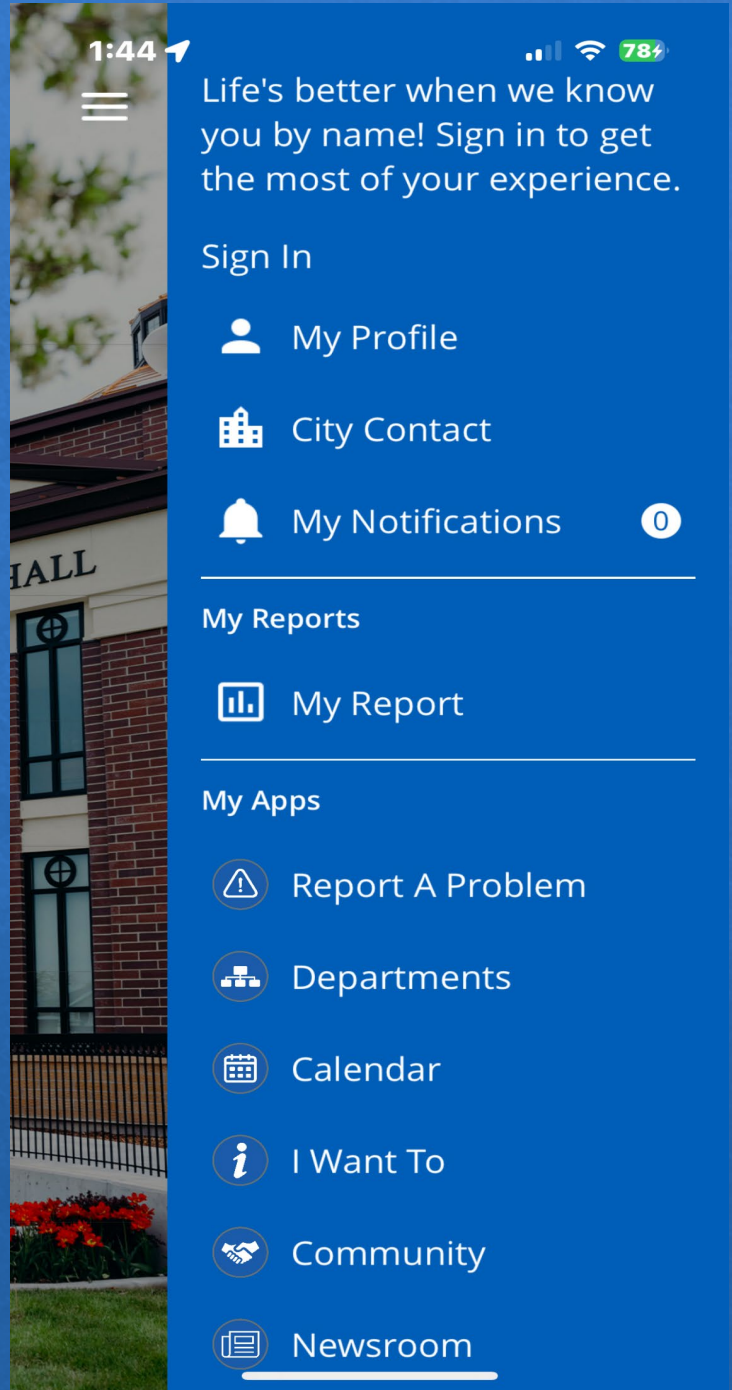 1:44
78
Life's better when we know
you by name! Sign in to get
the most of your experience.
Sign In
My Profile
City Contact
My Notifications 0
HALL
My Reports
My Report
My Apps
Report A Problem
Departments
Calendar
I Want To
Community
Newsroom